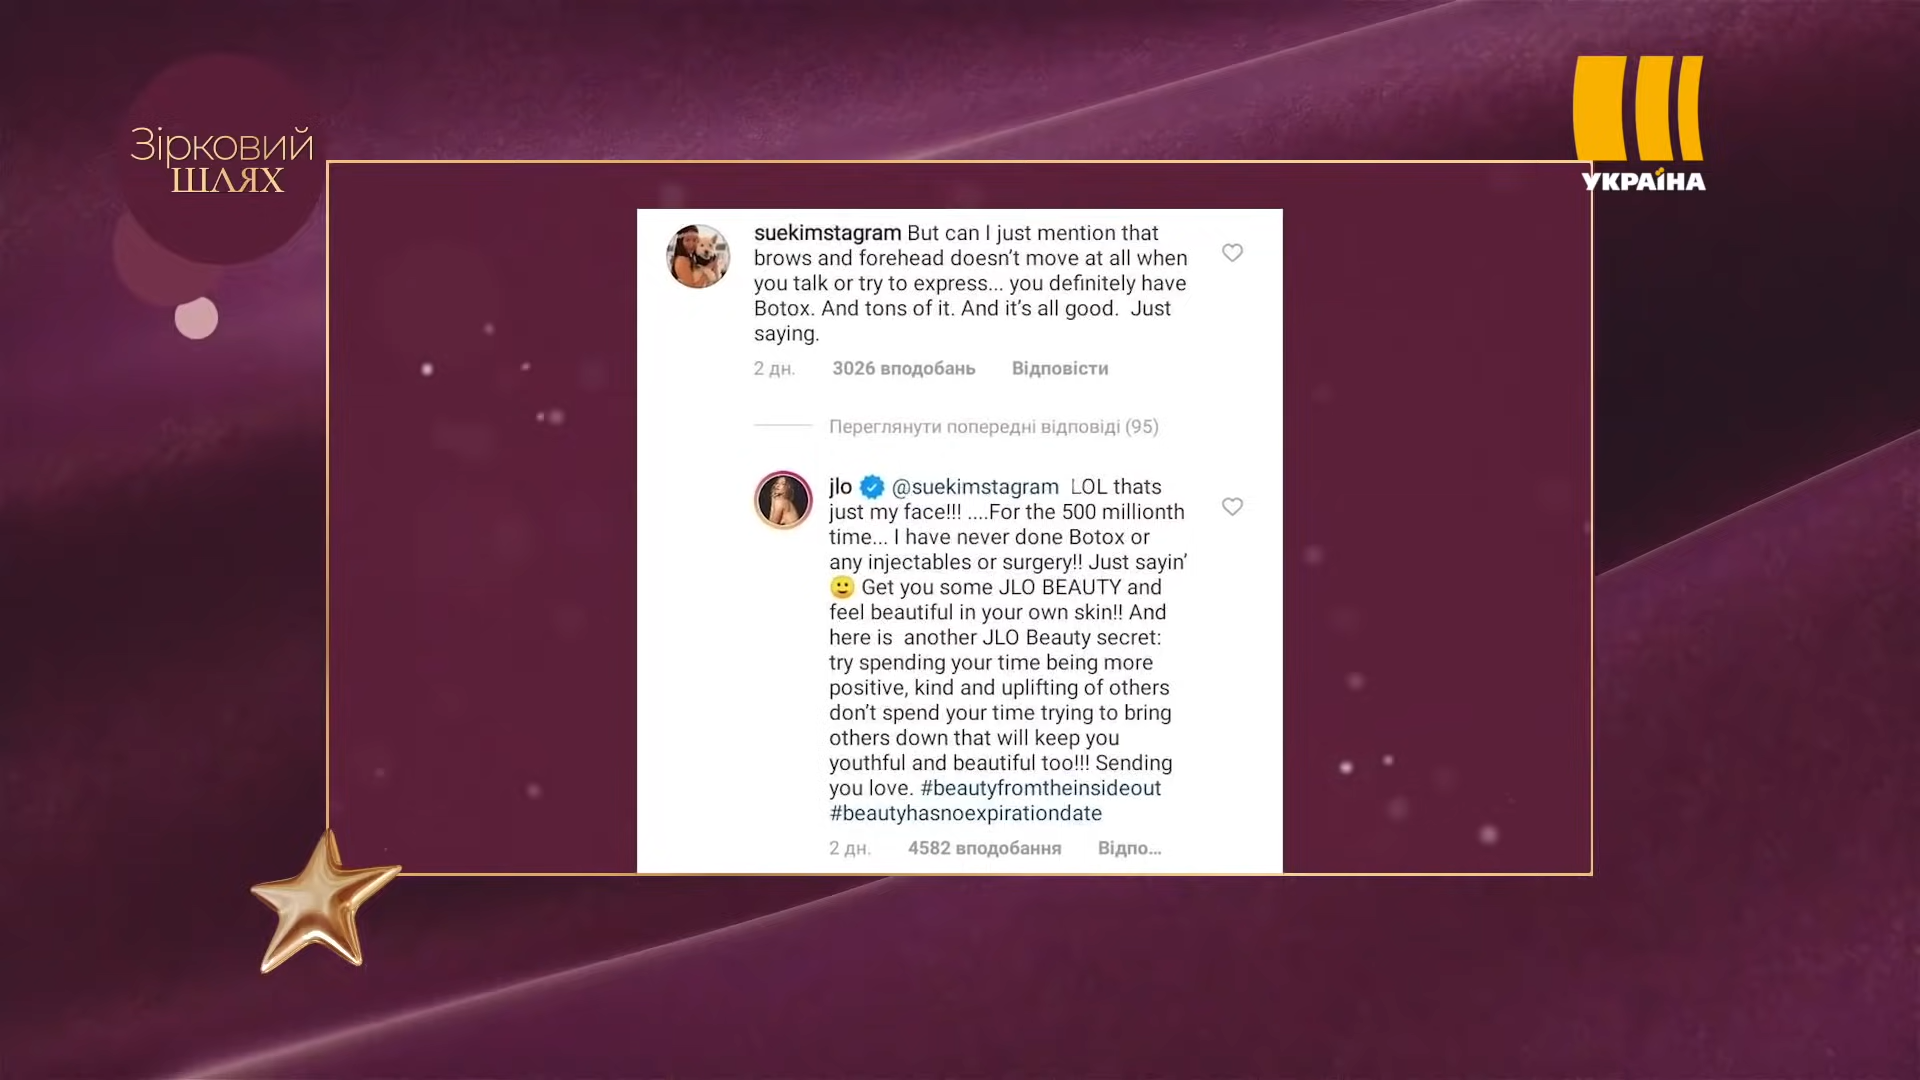 Зірковий
ШЛЯХ
УКРАЇНА
suekimstagram But can I just mention that
brows and forehead doesn't move at all when
you talk or try to express... you definitely have
Botox. And tons of it. And it's all good.  Just
saying.
2 дн. 3026 вподобань Відповісти
Переглянути попередні відповіді (95)
jlo @suekimstagram  LOL thats
just my face!!! ....For the 500 millionth
time... I have never done Botox or
any injectables or surgery!! Just sayin'
🙂 Get you some JLO BEAUTY and
feel beautiful in your own skin!! And
here is  another JLO Beauty secret:
try spending your time being more
positive, kind and uplifting of others
don't spend your time trying to bring
others down that will keep you
youthful and beautiful too!!! Sending
you love. #beautyfromtheinsideout
#beautyhasnoexpirationdate
2 дн. 4582 вподобання Відпо...